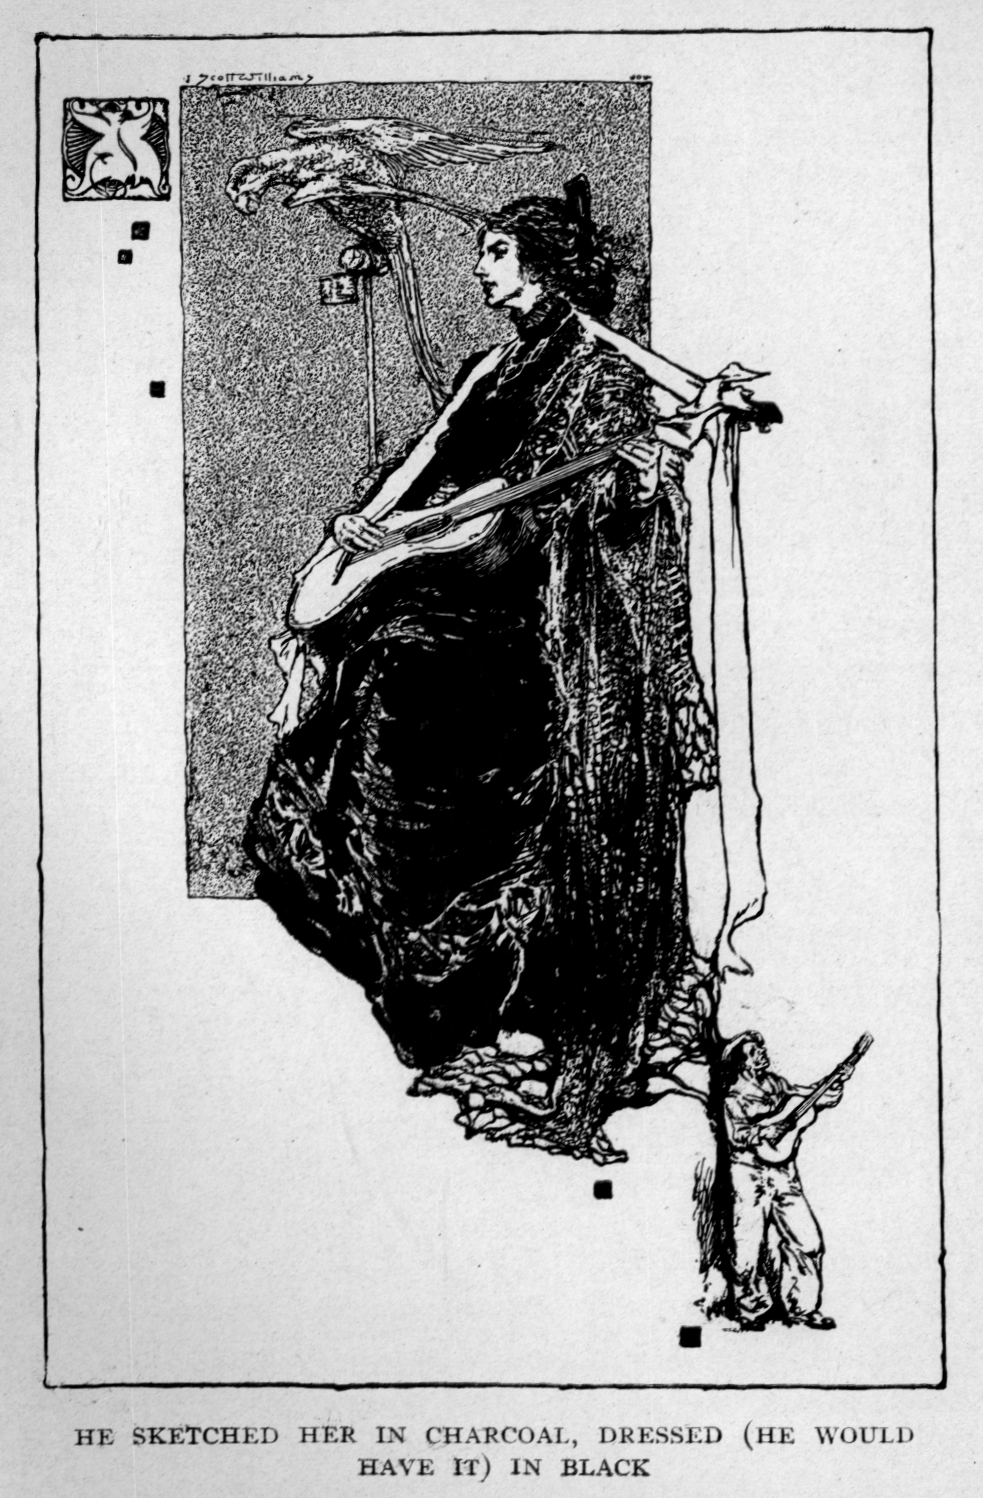 J Scott Williams
HE SKETCHED HER IN CHARCOAL, DRESSED (HE WOULD
HAVE IT) IN BLACK